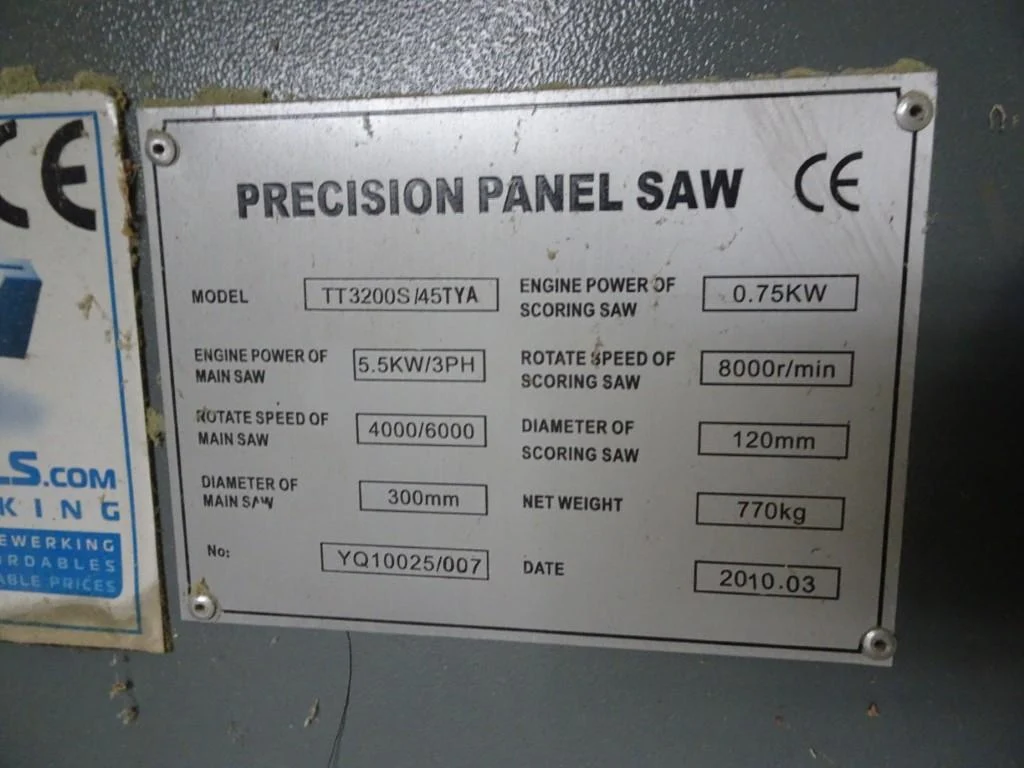 CE
PRECISION PANEL SAW CE
MODEL TT3200S/45TYA
ENGINE POWER OF
SCORING SAW 0.75KW
ENGINE POWER OF
MAIN SAW 5.5KW/3PH
ROTATE SPEED OF
SCORING SAW 8000r/min
ROTATE SPEED OF
MAIN SAW 4000/6000
DIAMETER OF
SCORING SAW 120mm
DIAMETER OF
MAIN SAW 300mm
NET WEIGHT 770kg
No: YQ10025/007
DATE 2010.03
LS.COM
KING
EWERKING
RDABLES
ABLE PRICES